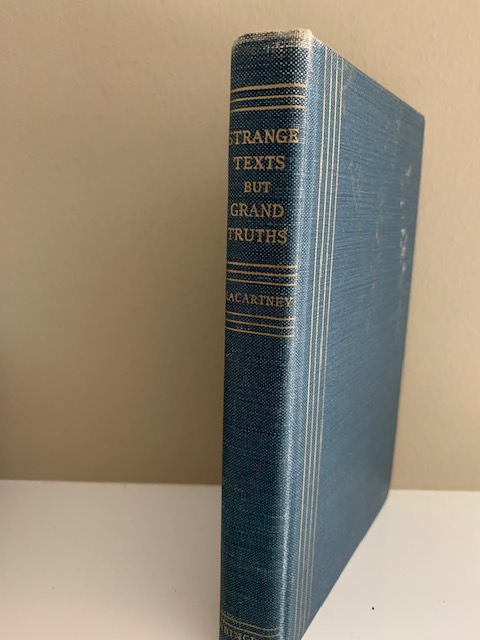 STRANGE
TEXTS
BUT
GRAND
TRUTHS
MACARTNEY